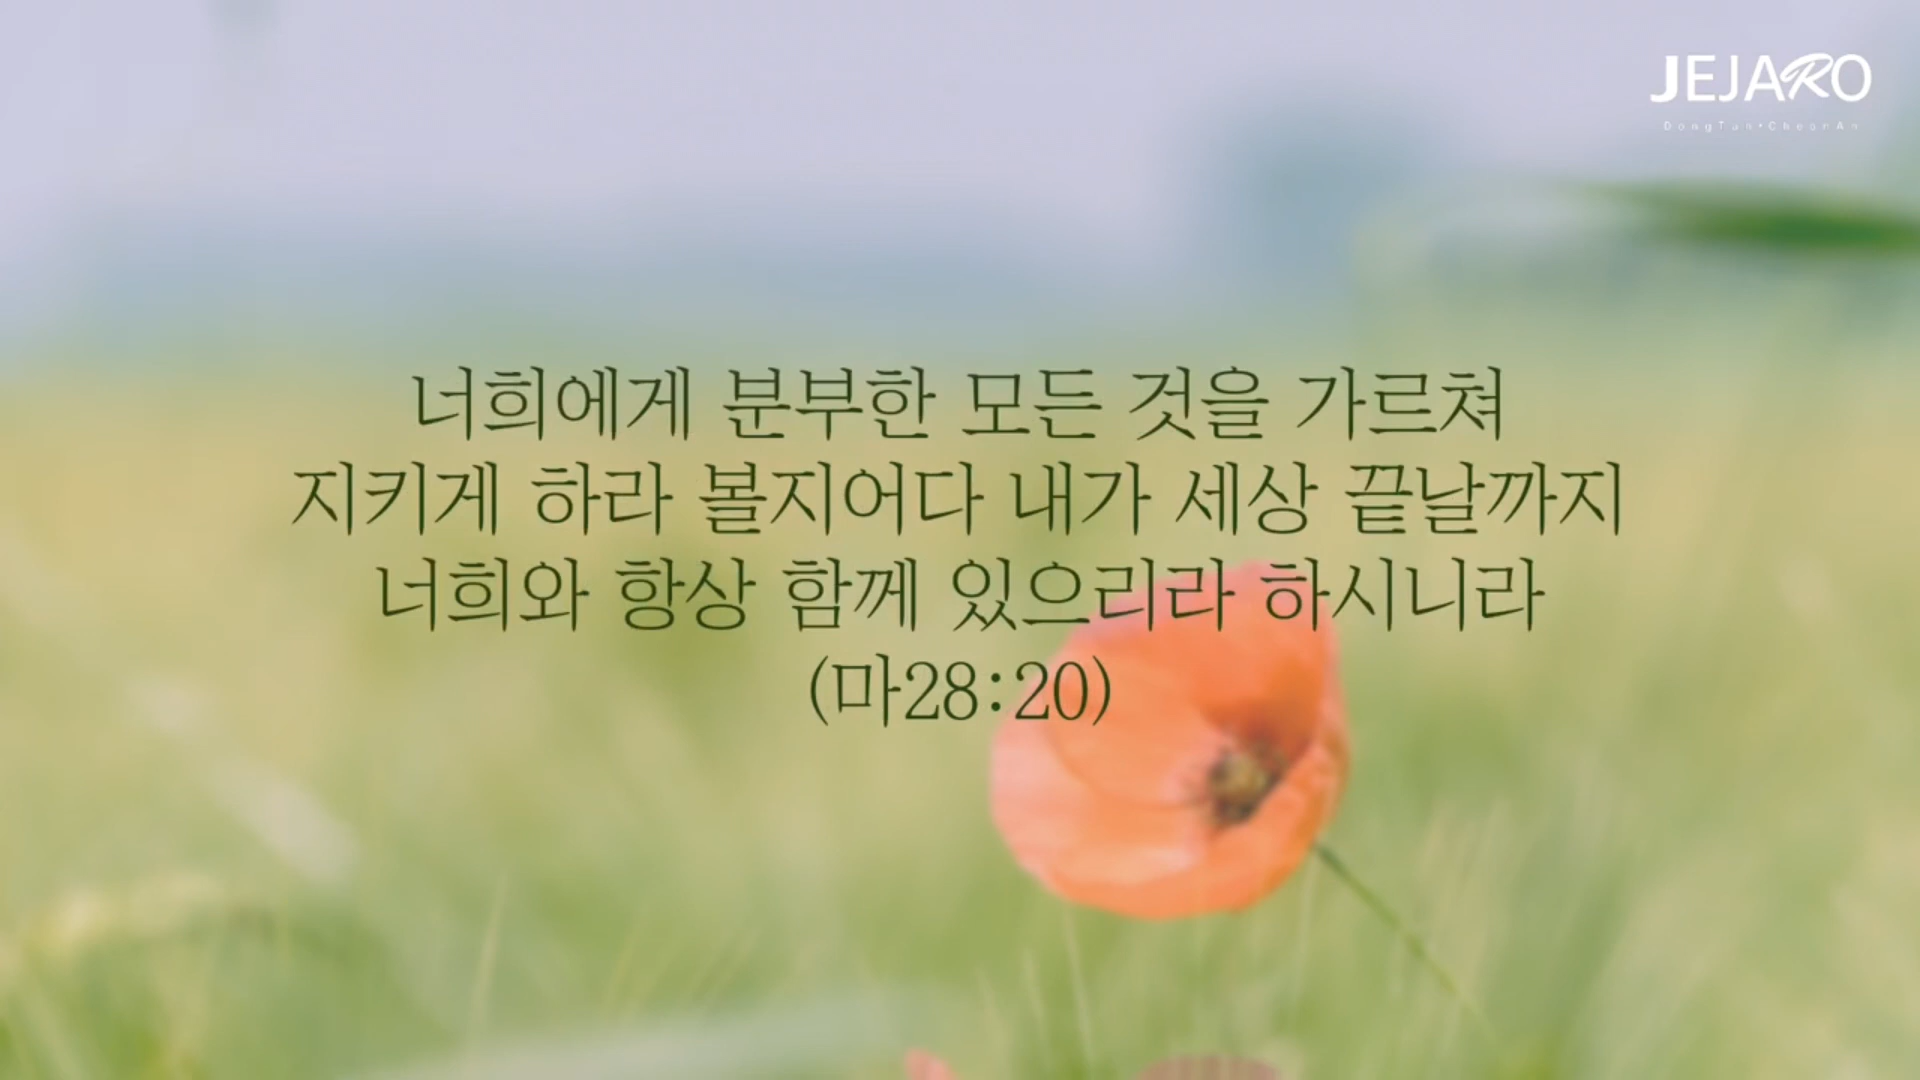 JEJARO
DongTan•CheonAn
너희에게 분부한 모든 것을 가르쳐
지키게 하라 볼지어다 내가 세상 끝날까지
너희와 항상 함께 있으리라 하시니라
(마28:20)